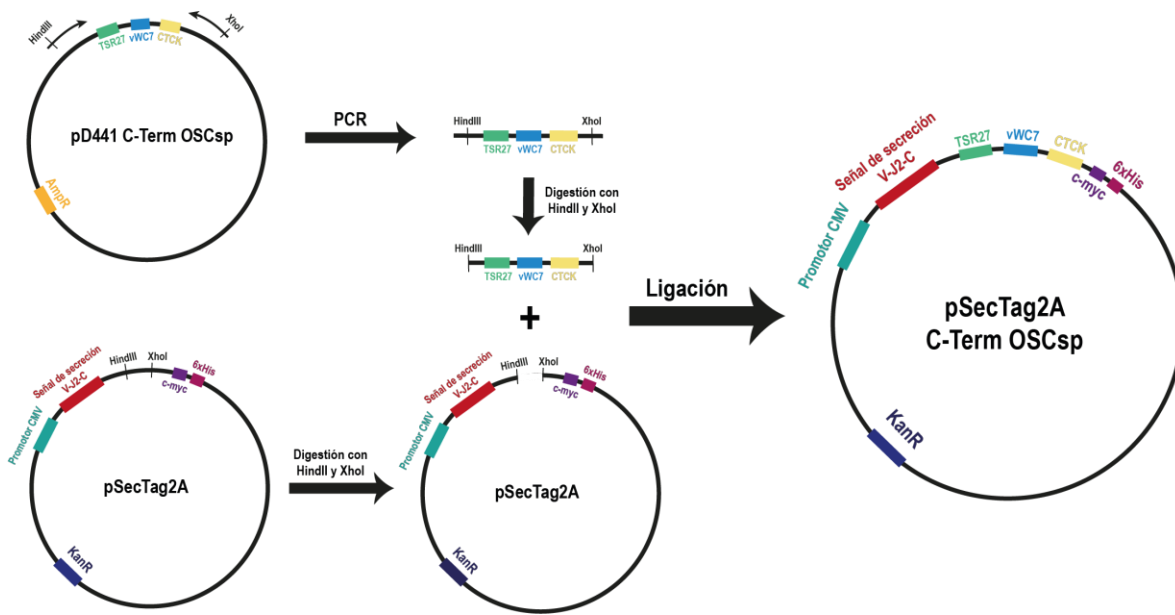 HindIII
XhoI
TSR27
vWC7
CTCK
pD441 C-Term OSCsp
AmpR
PCR
HindIII
XhoI
TSR27
vWC7
CTCK
Digestión con
HindII y XhoI
HindIII
XhoI
TSR27
vWC7
CTCK
+
Promotor CMV
Señal de secreción
V-J2-C
HindIII
XhoI
c-myc
6xHis
pSecTag2A
KanR
Digestión con
HindII y XhoI
Promotor CMV
Señal de secreción
V-J2-C
HindIII
XhoI
c-myc
6xHis
pSecTag2A
KanR
Ligación
Promotor CMV
Señal de secreción
V-J2-C
TSR27
vWC7
CTCK
c-myc
6xHis
pSecTag2A
C-Term OSCsp
KanR